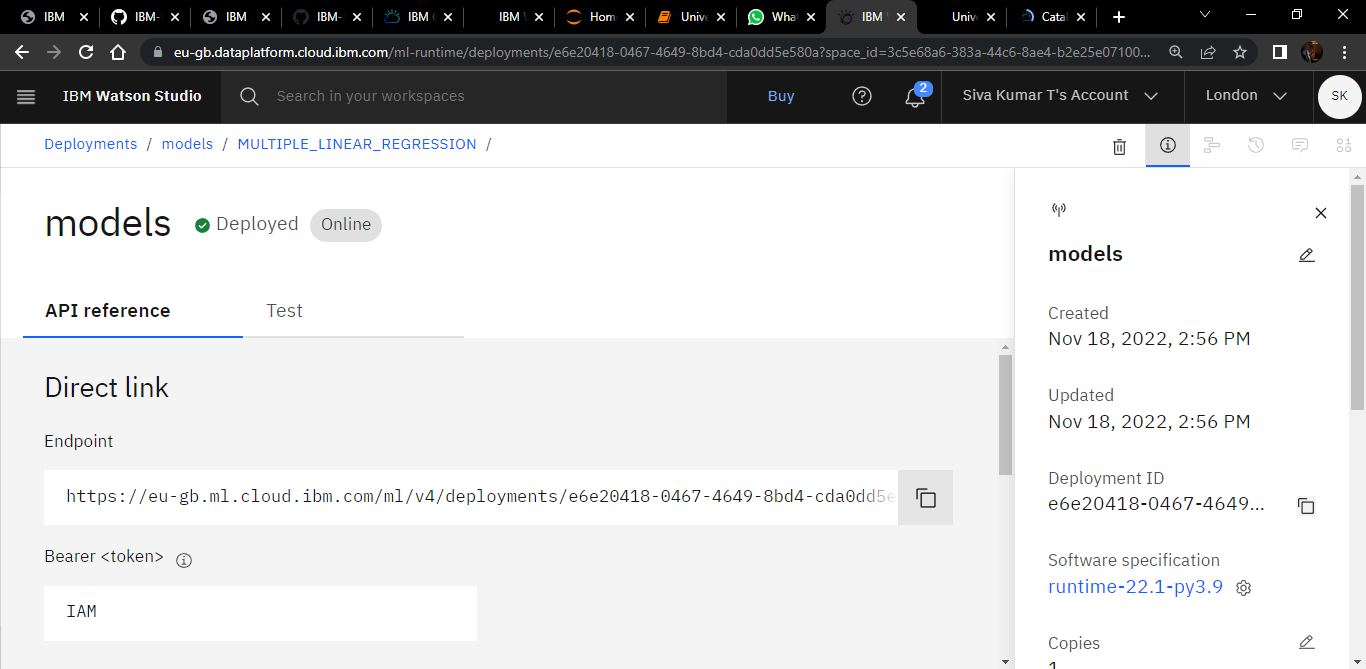 IBM
IBM-
IBM
IBM-
IBM
IBM
Hom
Unive
What
IBM
Univ
Catal
eu-gb.dataplatform.cloud.ibm.com/ml-runtime/deployments/e6e20418-0467-4649-8bd4-cda0dd5e580a?space_id=3c5e68a6-383a-44c6-8ae4-b2e25e07100...
IBM Watson Studio
Search in your workspaces
Buy
2
Siva Kumar T's Account
London
SK
Deployments / models / MULTIPLE_LINEAR_REGRESSION /
models
Deployed
Online
API reference
Test
Direct link
Endpoint
https://eu-gb.ml.cloud.ibm.com/ml/v4/deployments/e6e20418-0467-4649-8bd4-cda0dd5e
Bearer <token>
IAM
models
Created
Nov 18, 2022, 2:56 PM
Updated
Nov 18, 2022, 2:56 PM
Deployment ID
e6e20418-0467-4649...
Software specification
runtime-22.1-py3.9
Copies
1